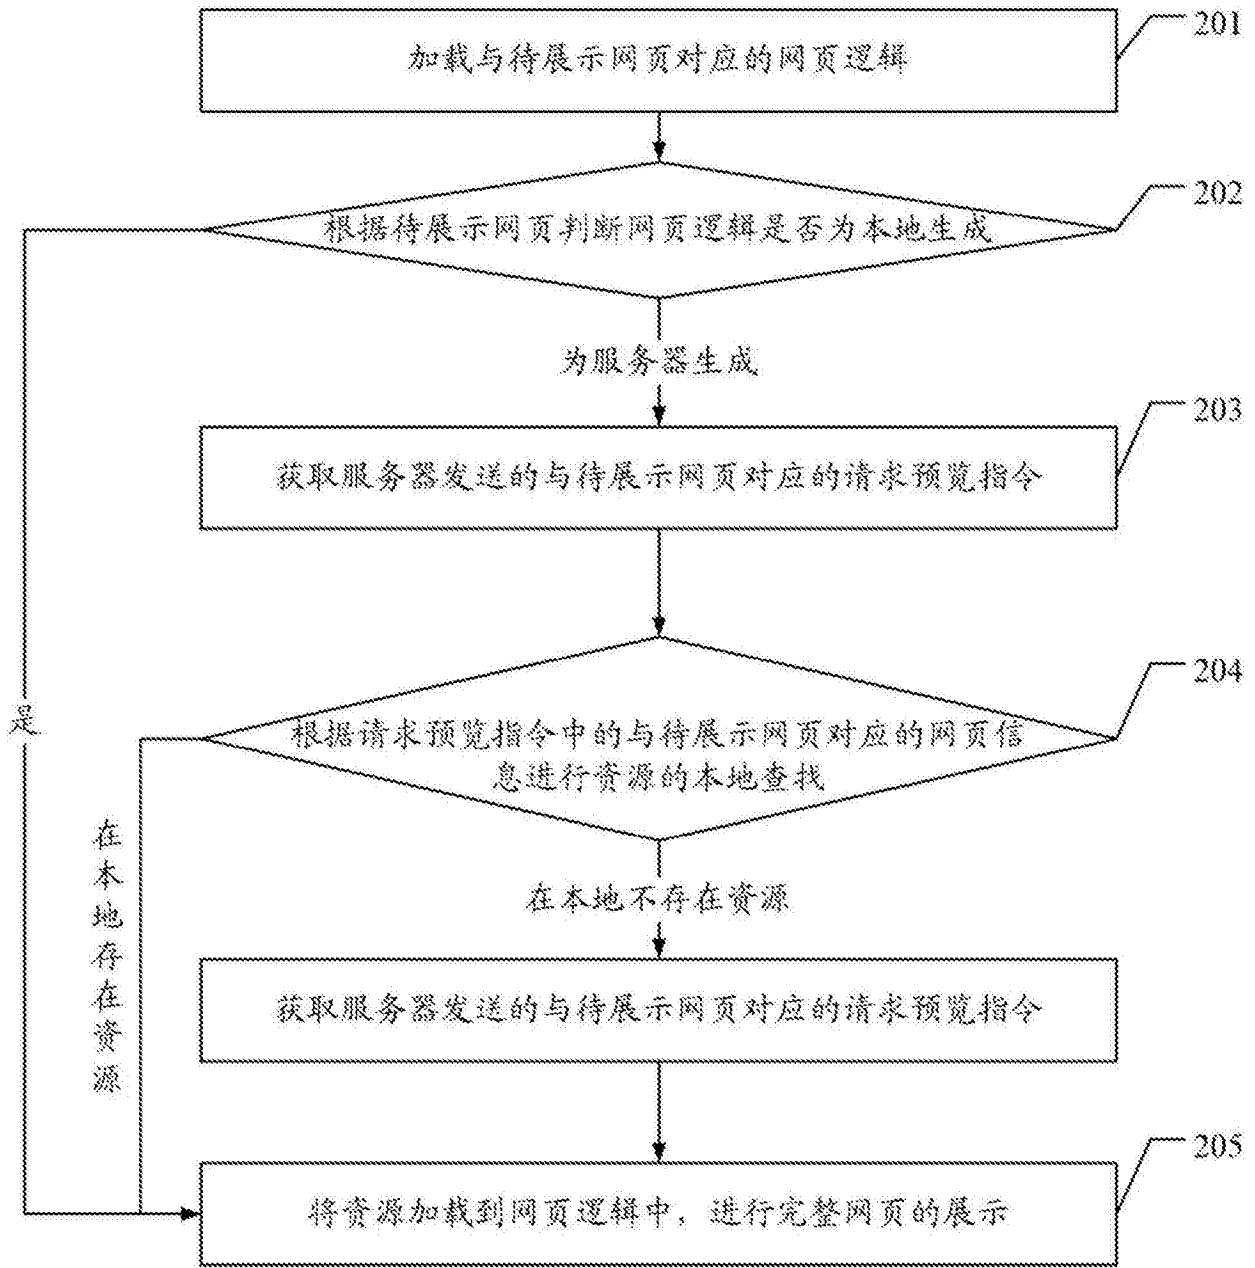 加载与待展示网页对应的网页逻辑
201
根据待展示网页判断网页逻辑是否为本地生成
202
为服务器生成
获取服务器发送的与待展示网页对应的请求预览指令
203
是
根据请求预览指令中的与待展示网页对应的网页信
息进行资源的本地查找
204
在本地存在资源
在本地不存在资源
获取服务器发送的与待展示网页对应的请求预览指令
将资源加载到网页逻辑中，进行完整网页的展示
205